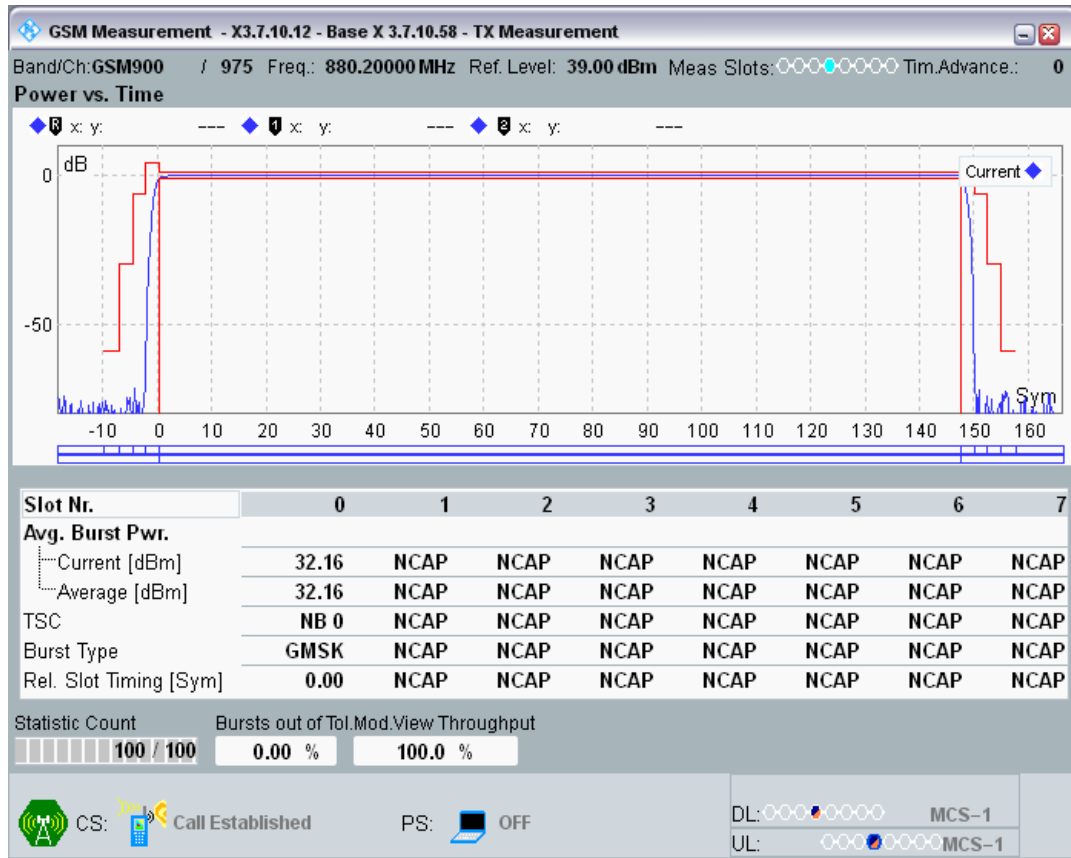 GSM Measurement - X3.7.10.12 - Base X 3.7.10.58 - TX Measurement
Band/Ch:GSM900 / 975 Freq.: 880.20000 MHz Ref. Level: 39.00 dBm Meas Slots: Tim.Advance.: 0
Power vs. Time
R x: y: --- 1 x: y: --- 2 x: y: ---
dB
0
Current
-50
Sym
-10 0 10 20 30 40 50 60 70 80 90 100 110 120 130 140 150 160
Slot Nr. 0 1 2 3 4 5 6 7
Avg. Burst Pwr.
Current [dBm] 32.16 NCAP NCAP NCAP NCAP NCAP NCAP NCAP
Average [dBm] 32.16 NCAP NCAP NCAP NCAP NCAP NCAP NCAP
TSC NB 0 NCAP NCAP NCAP NCAP NCAP NCAP NCAP
Burst Type GMSK NCAP NCAP NCAP NCAP NCAP NCAP NCAP
Rel. Slot Timing [Sym] 0.00 NCAP NCAP NCAP NCAP NCAP NCAP NCAP
Statistic Count Bursts out of Tol. Mod.View Throughput
100 / 100 0.00 % 100.0 %
CS: Call Established PS: OFF
DL: MCS-1
UL: MCS-1